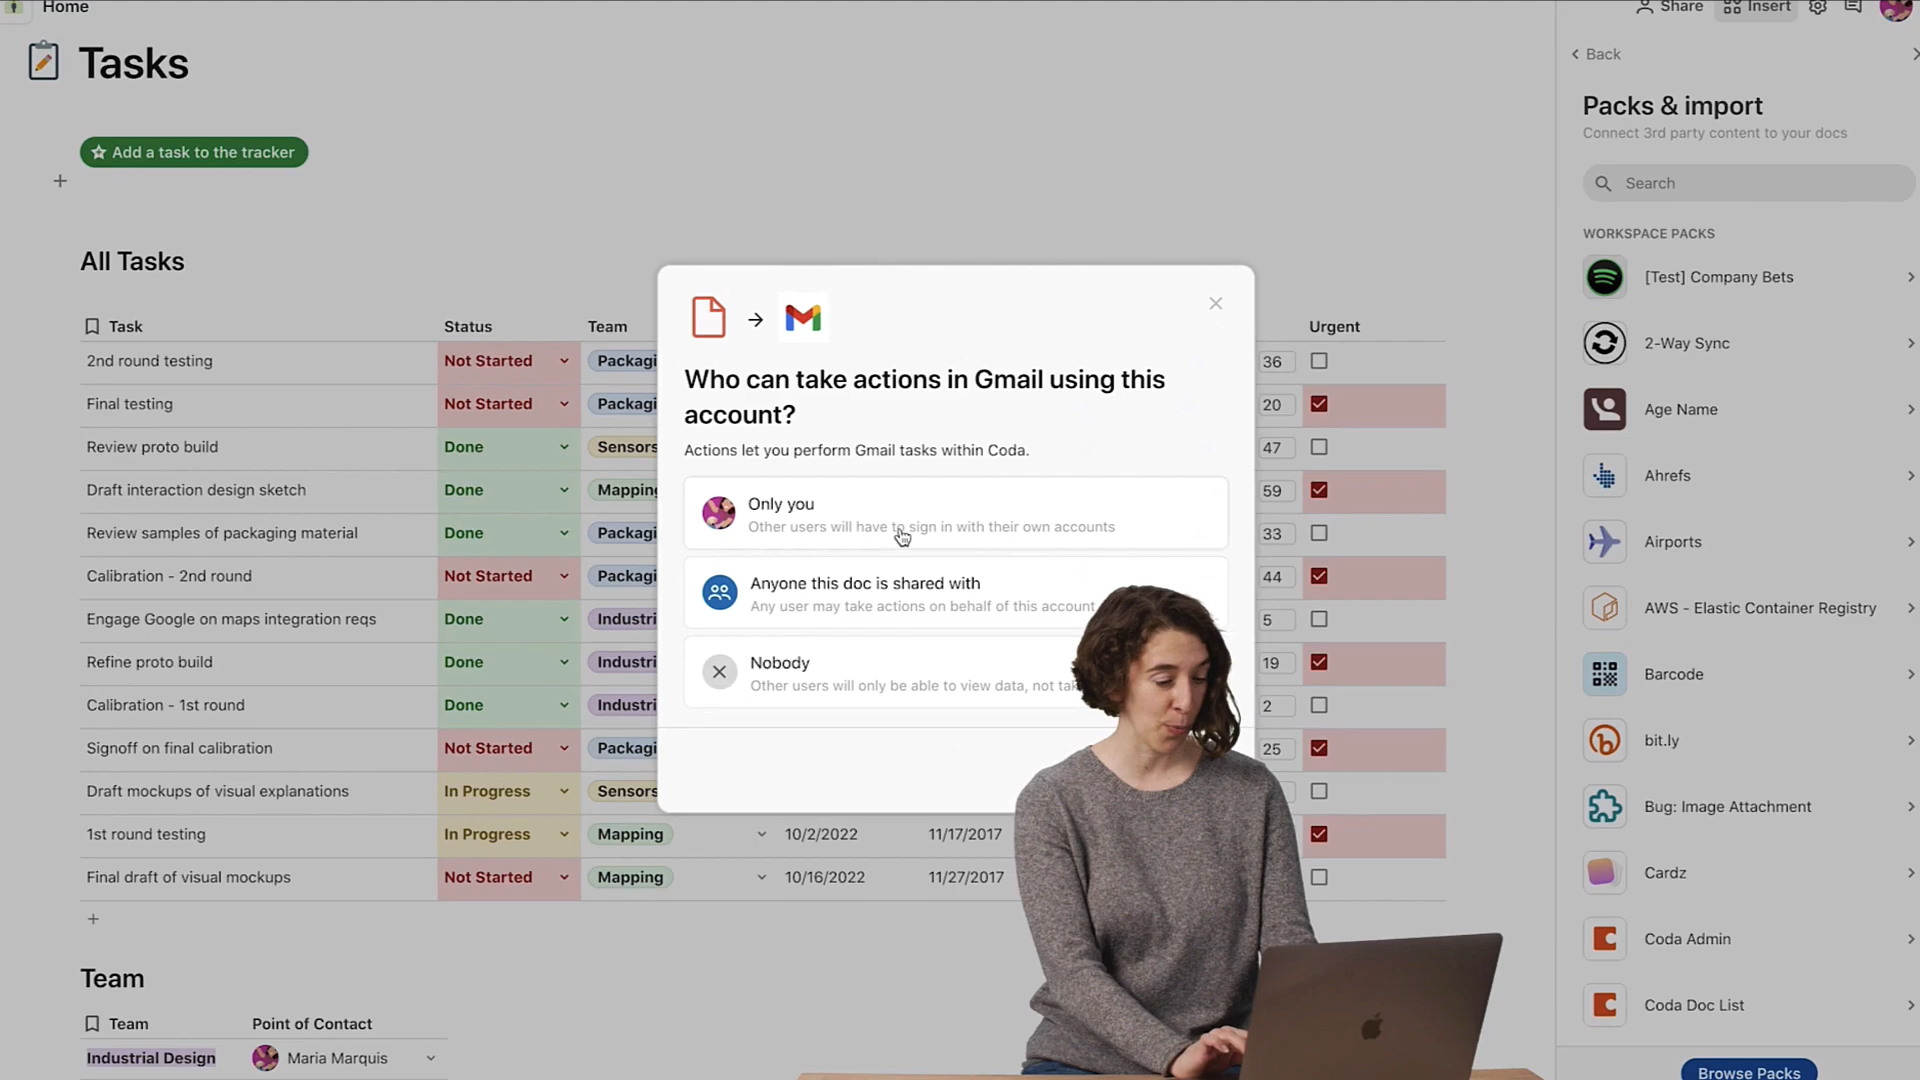 Home
Share
Insert
Tasks
Add a task to the tracker
All Tasks
Task Status Team Urgent
2nd round testing Not Started Packagi 36
Final testing Not Started Packagi 20
Review proto build Done Sensors 47
Draft interaction design sketch Done Mapping 59
Review samples of packaging material Done Packagi 33
Calibration - 2nd round Not Started Packagi 44
Engage Google on maps integration reqs Done Industri 5
Refine proto build Done Industri 19
Calibration - 1st round Done Industri 2
Signoff on final calibration Not Started Packagi 25
Draft mockups of visual explanations In Progress Sensors
1st round testing In Progress Mapping 10/2/2022 11/17/2017
Final draft of visual mockups Not Started Mapping 10/16/2022 11/27/2017
Team
Team Point of Contact
Industrial Design Maria Marquis
Who can take actions in Gmail using this
account?
Actions let you perform Gmail tasks within Coda.
Only you
Other users will have to sign in with their own accounts
Anyone this doc is shared with
Any user may take actions on behalf of this account
Nobody
Other users will only be able to view data, not tak
Back
Packs & import
Connect 3rd party content to your docs
Search
WORKSPACE PACKS
[Test] Company Bets
2-Way Sync
Age Name
Ahrefs
Airports
AWS - Elastic Container Registry
Barcode
bit.ly
Bug: Image Attachment
Cardz
Coda Admin
Coda Doc List
Browse Packs